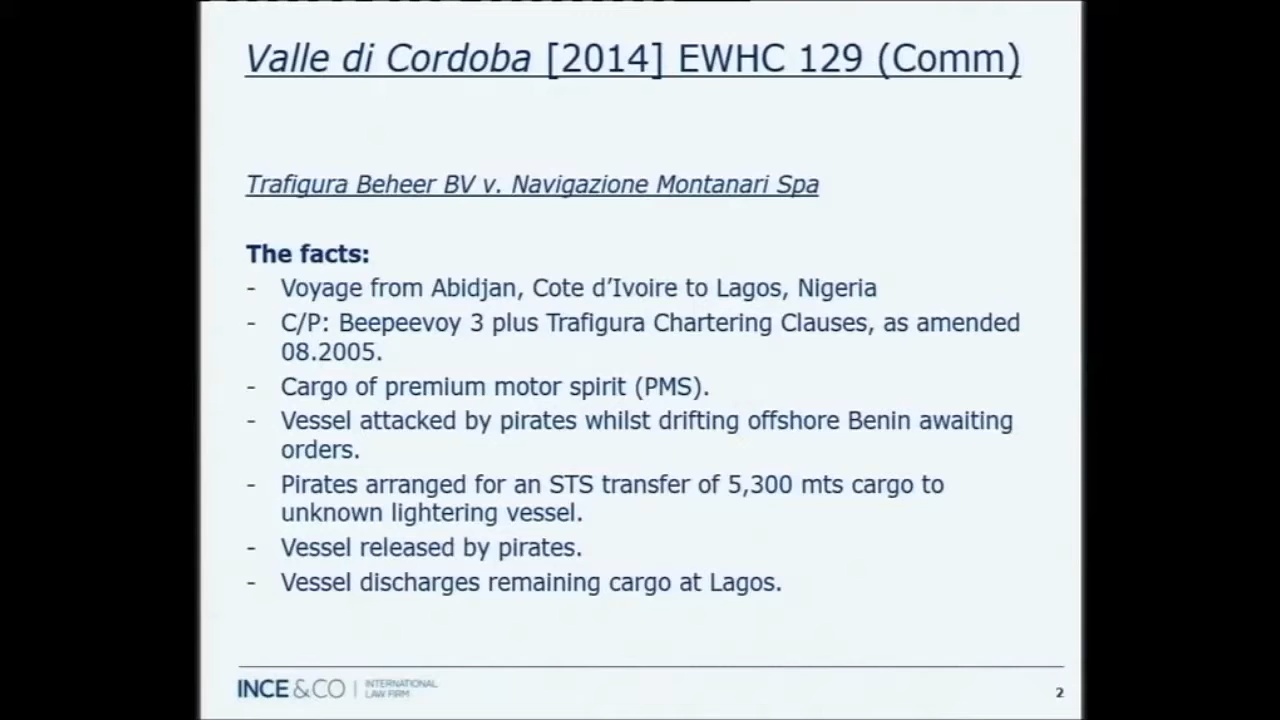 Valle di Cordoba [2014] EWHC 129 (Comm)
Trafigura Beheer BV v. Navigazione Montanari Spa
The facts:
- Voyage from Abidjan, Cote d’Ivoire to Lagos, Nigeria
- C/P: Beepeevoy 3 plus Trafigura Chartering Clauses, as amended
08.2005.
- Cargo of premium motor spirit (PMS).
- Vessel attacked by pirates whilst drifting offshore Benin awaiting
orders.
- Pirates arranged for an STS transfer of 5,300 mts cargo to
unknown lightering vessel.
- Vessel released by pirates.
- Vessel discharges remaining cargo at Lagos.
INCE & CO | INTERNATIONAL
LAW FIRM
2